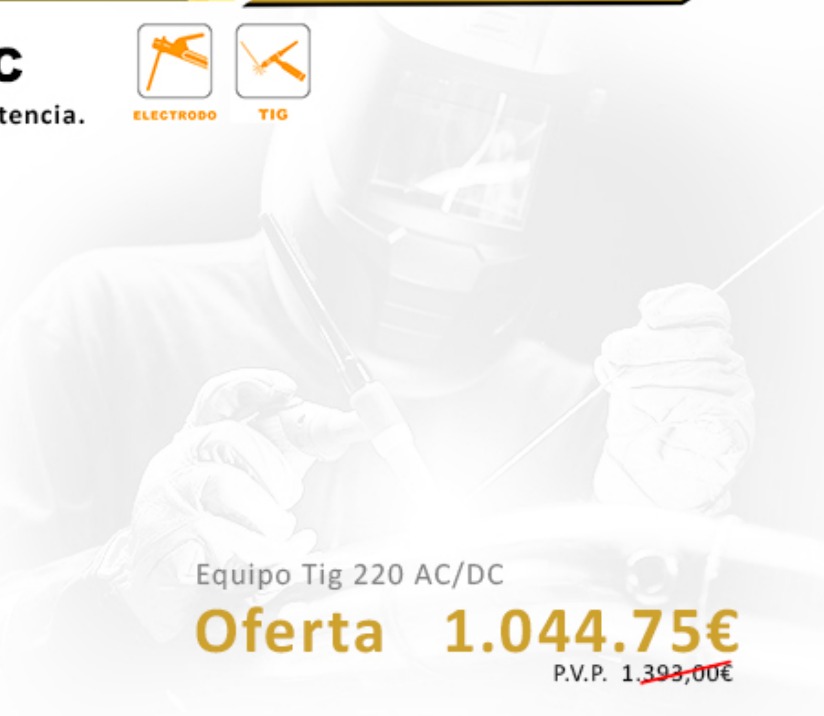 c
tencia.
ELECTRODO TIG
Equipo Tig 220 AC/DC
Oferta 1.044.75€
P.V.P. 1.393,00€